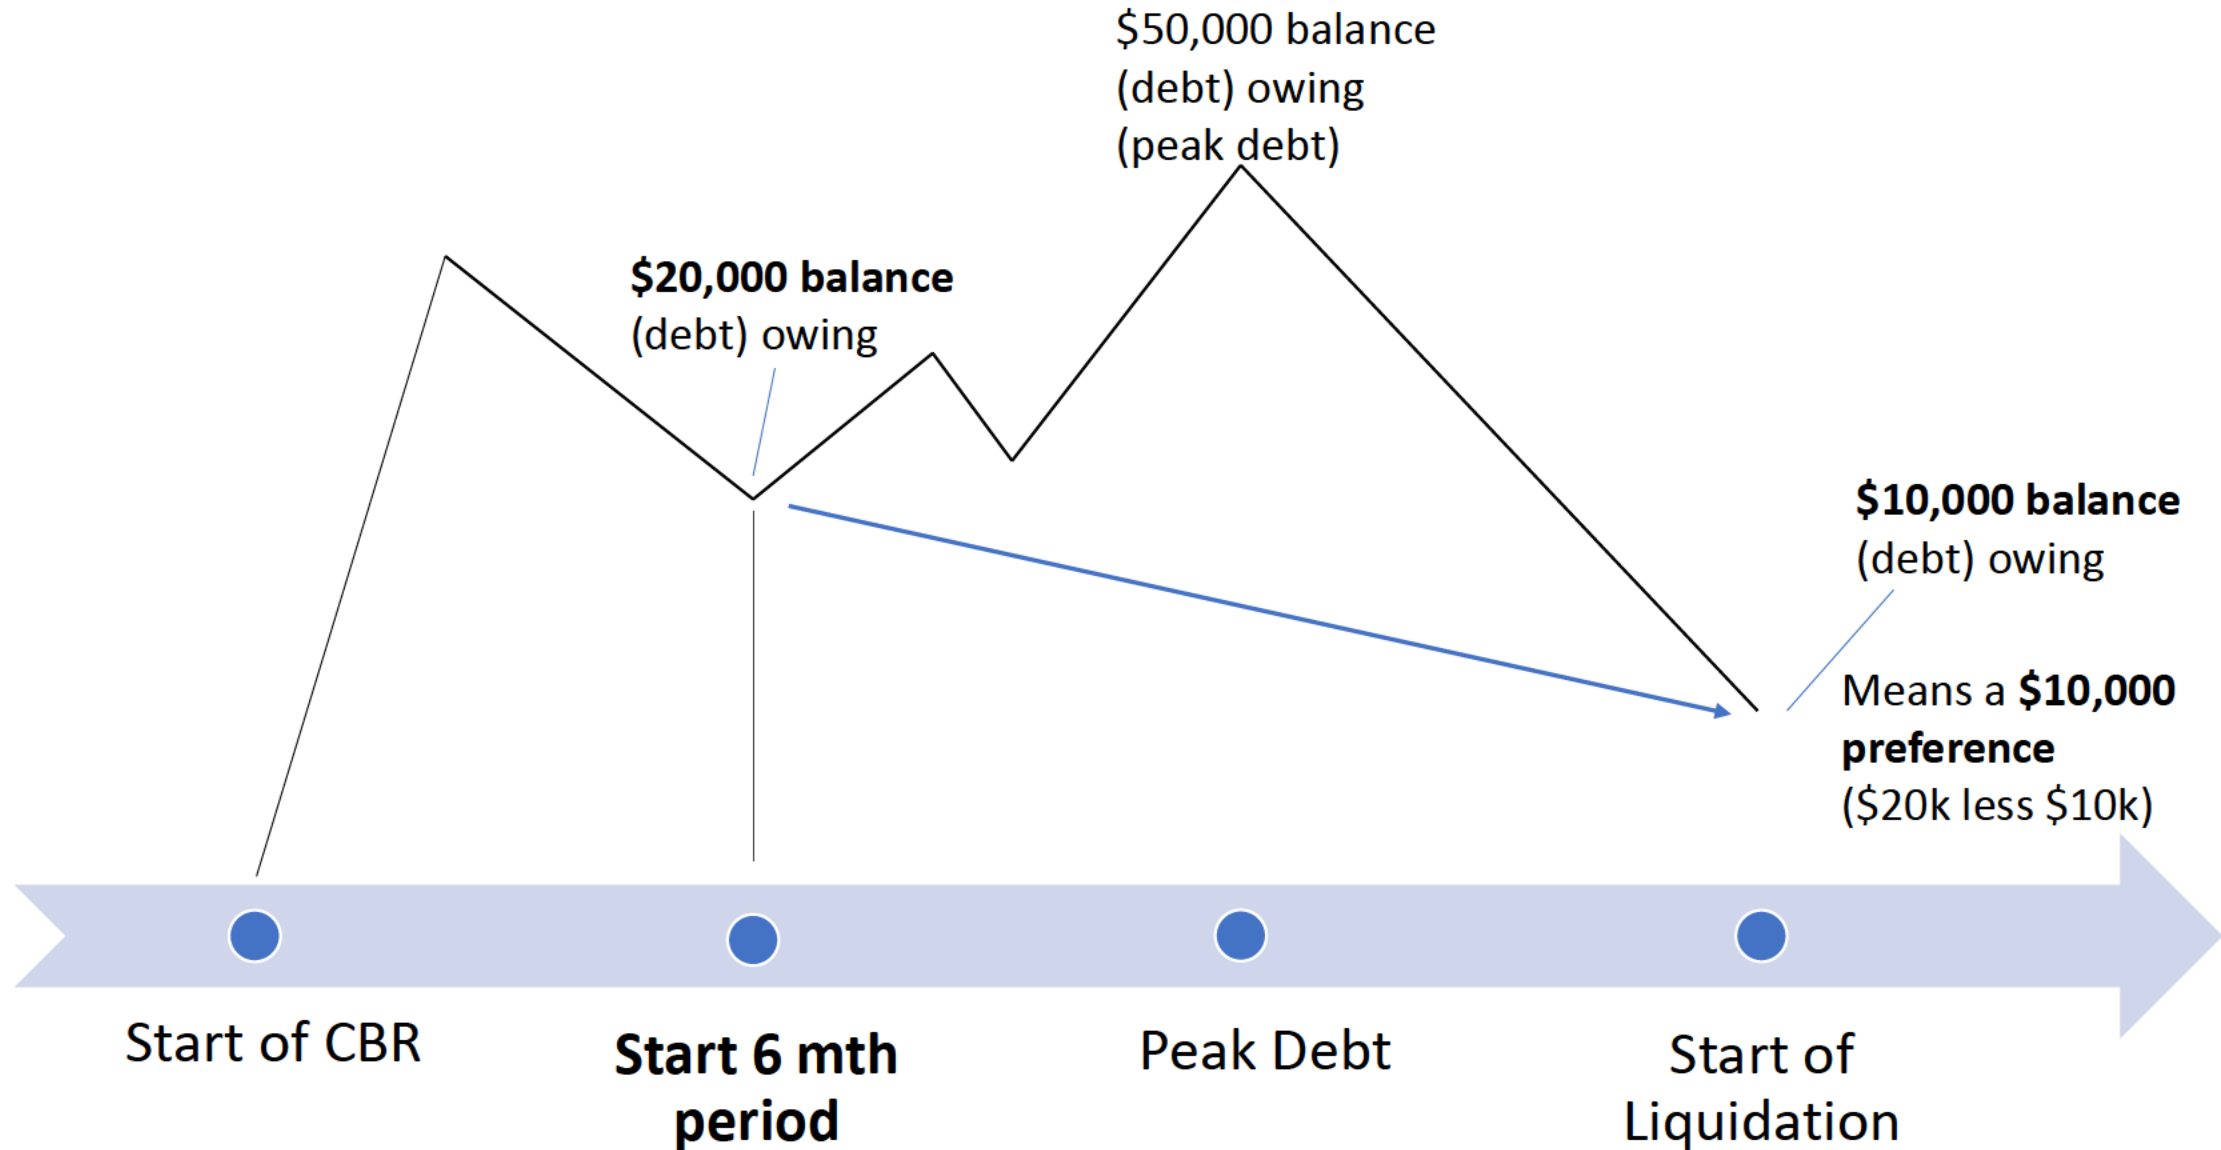 $50,000 balance
(debt) owing
(peak debt)
$20,000 balance
(debt) owing
$10,000 balance
(debt) owing
Means a $10,000
preference
($20k less $10k)
Start of CBR
Start 6 mth
period
Peak Debt
Start of
Liquidation